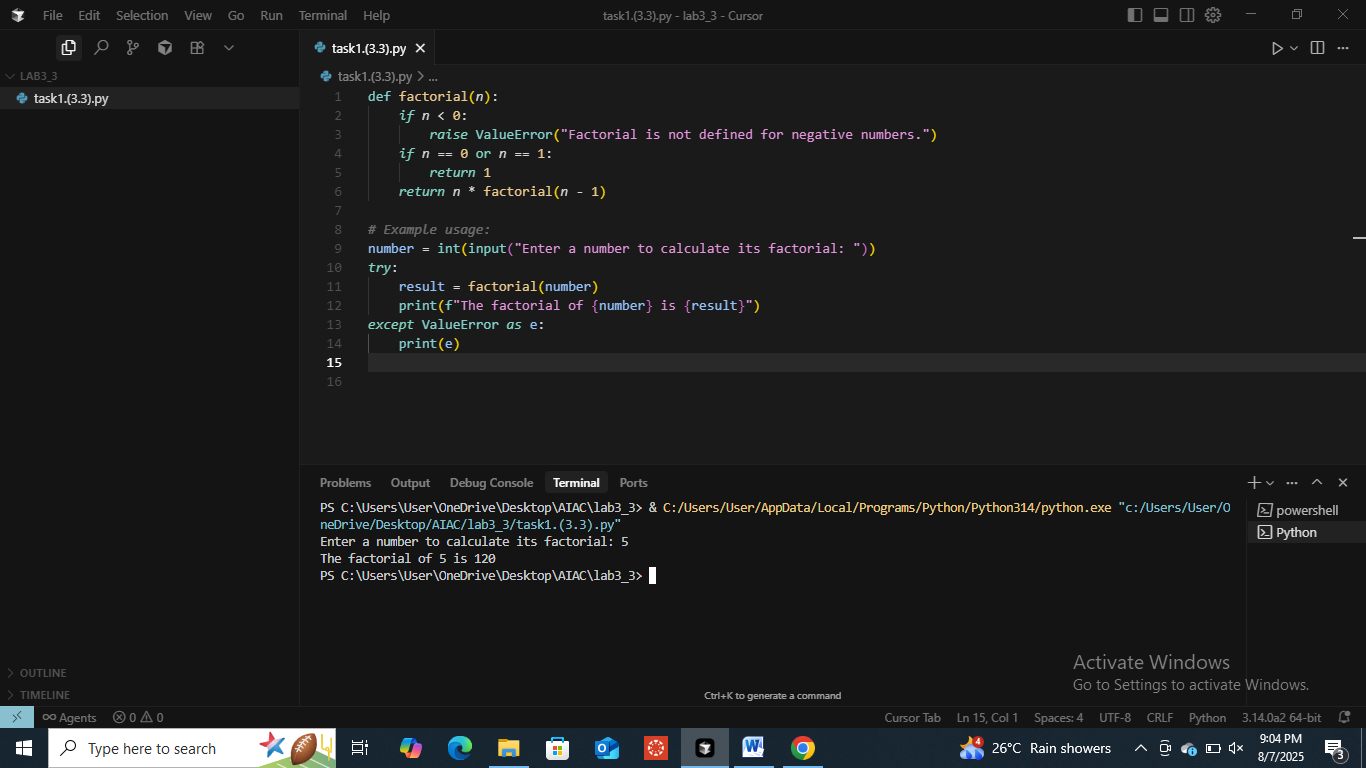 File Edit Selection View Go Run Terminal Help
task1.(3.3).py - lab3_3 - Cursor
LAB3_3
task1.(3.3).py
task1.(3.3).py
task1.(3.3).py > ...
1 def factorial(n):
2 if n < 0:
3 raise ValueError("Factorial is not defined for negative numbers.")
4 if n == 0 or n == 1:
5 return 1
6 return n * factorial(n - 1)
7
8 # Example usage:
9 number = int(input("Enter a number to calculate its factorial: "))
10 try:
11 result = factorial(number)
12 print(f"The factorial of {number} is {result}")
13 except ValueError as e:
14 print(e)
15
16
Problems Output Debug Console Terminal Ports
PS C:\Users\User\OneDrive\Desktop\AIAC\lab3_3> & C:/Users/User/AppData/Local/Programs/Python/Python314/python.exe "c:/Users/User/O
neDrive/Desktop/AIAC/lab3_3/task1.(3.3).py"
Enter a number to calculate its factorial: 5
The factorial of 5 is 120
PS C:\Users\User\OneDrive\Desktop\AIAC\lab3_3>
powershell
Python
OUTLINE
TIMELINE
Activate Windows
Go to Settings to activate Windows.
Ctrl+K to generate a command
Agents 0 0
Cursor Tab Ln 15, Col 1 Spaces: 4 UTF-8 CRLF Python 3.14.0a2 64-bit
Type here to search
4
26°C Rain showers
9:04 PM
8/7/2025
3